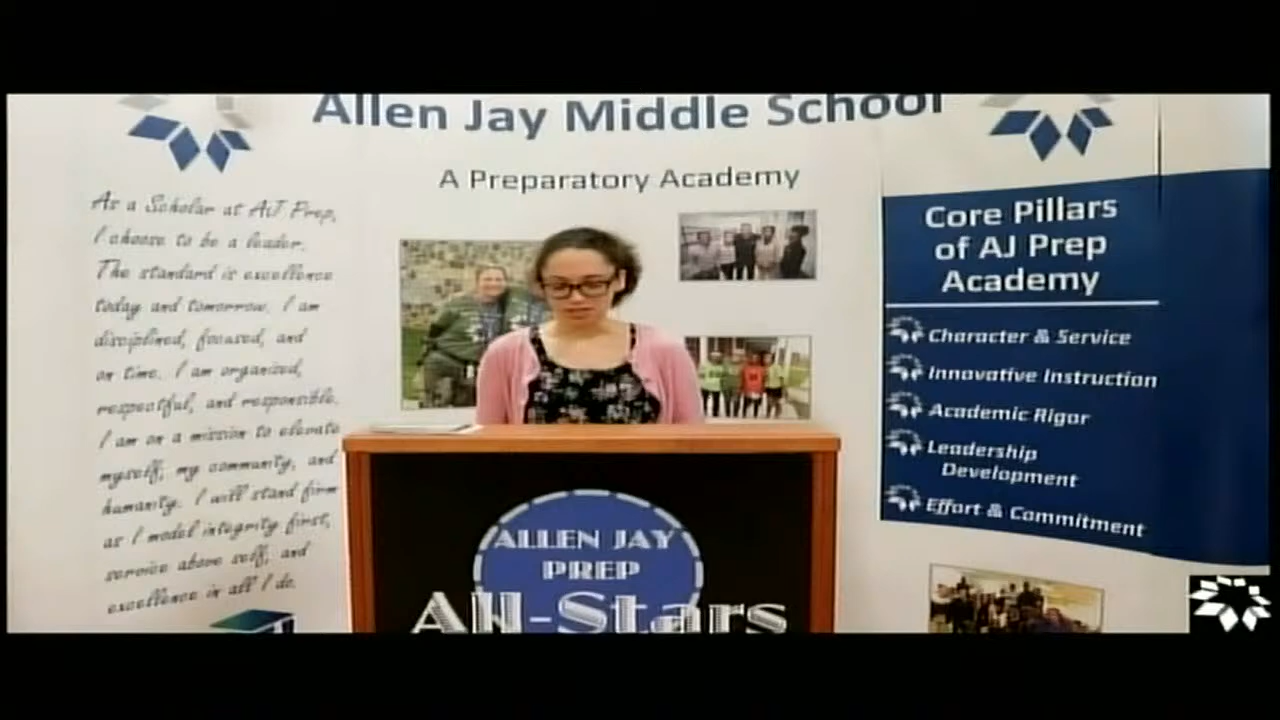 Allen Jay Middle School
A Preparatory Academy
As a Scholar at AJ Prep,
I choose to be a leader.
The standard is excellence
today and tomorrow. I am
disciplined, focused, and
on time. I am organized,
respectful, and responsible.
I am on a mission to elevate
myself, my community, and
humanity. I will stand firm
as I model integrity first,
service above self, and
excellence in all I do.
Core Pillars
of AJ Prep
Academy
Character & Service
Innovative Instruction
Academic Rigor
Leadership
Development
Effort & Commitment
ALLEN JAY
PREP
All-Stars